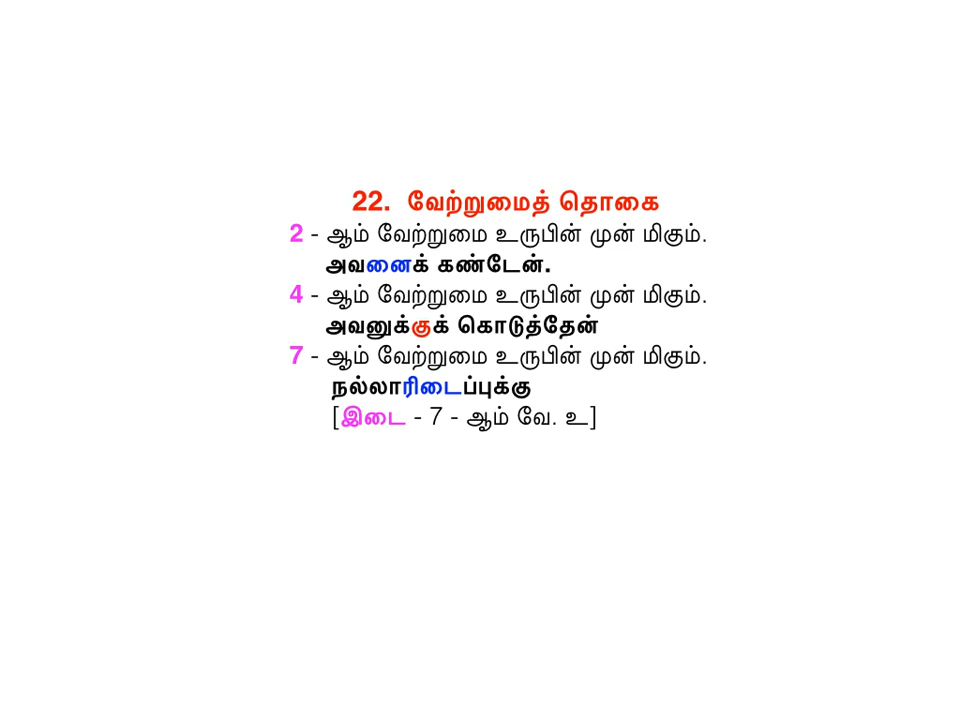 22. வேற்றுமைத் தொகை
2 - ஆம் வேற்றுமை உருபின் முன் மிகும்.
அவனைக் கண்டேன்.
4 - ஆம் வேற்றுமை உருபின் முன் மிகும்.
அவனுக்குக் கொடுத்தேன்
7 - ஆம் வேற்றுமை உருபின் முன் மிகும்.
நல்லாரிடைப்புக்கு
[இடை - 7 - ஆம் வே. உ]